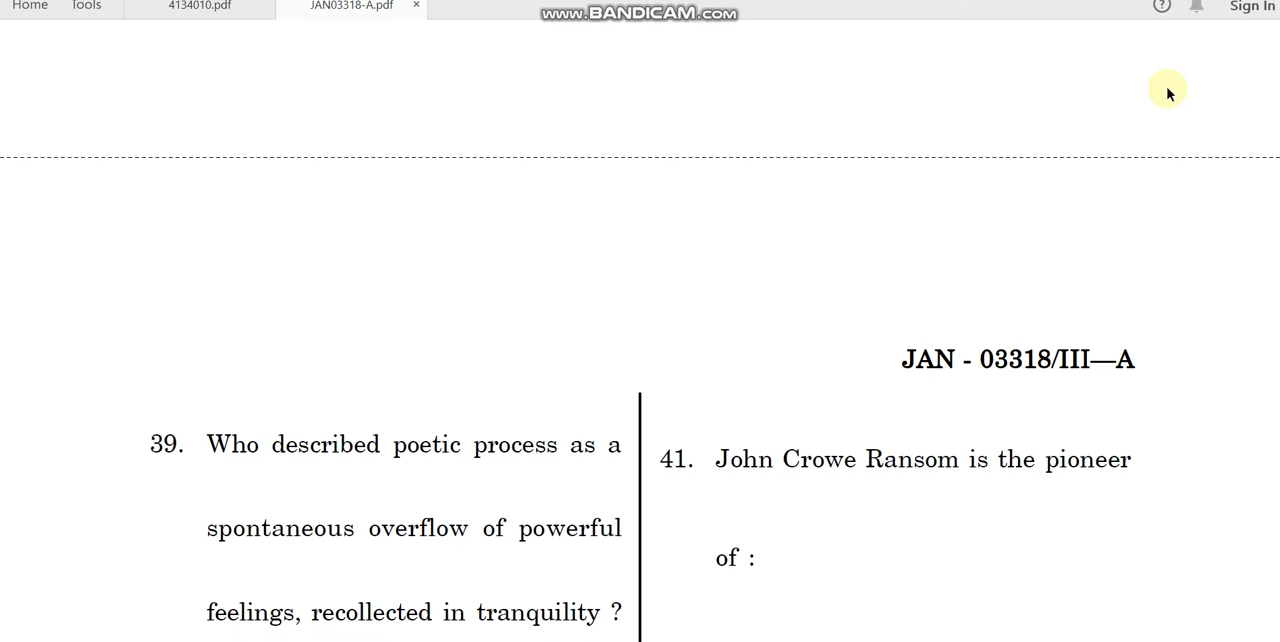 Home Tools 4134010.pdf JAN03318-A.pdf × www.BANDICAM.com ? Sign In
JAN - 03318/III—A
39. Who described poetic process as a
spontaneous overflow of powerful
feelings, recollected in tranquility ?
41. John Crowe Ransom is the pioneer
of :